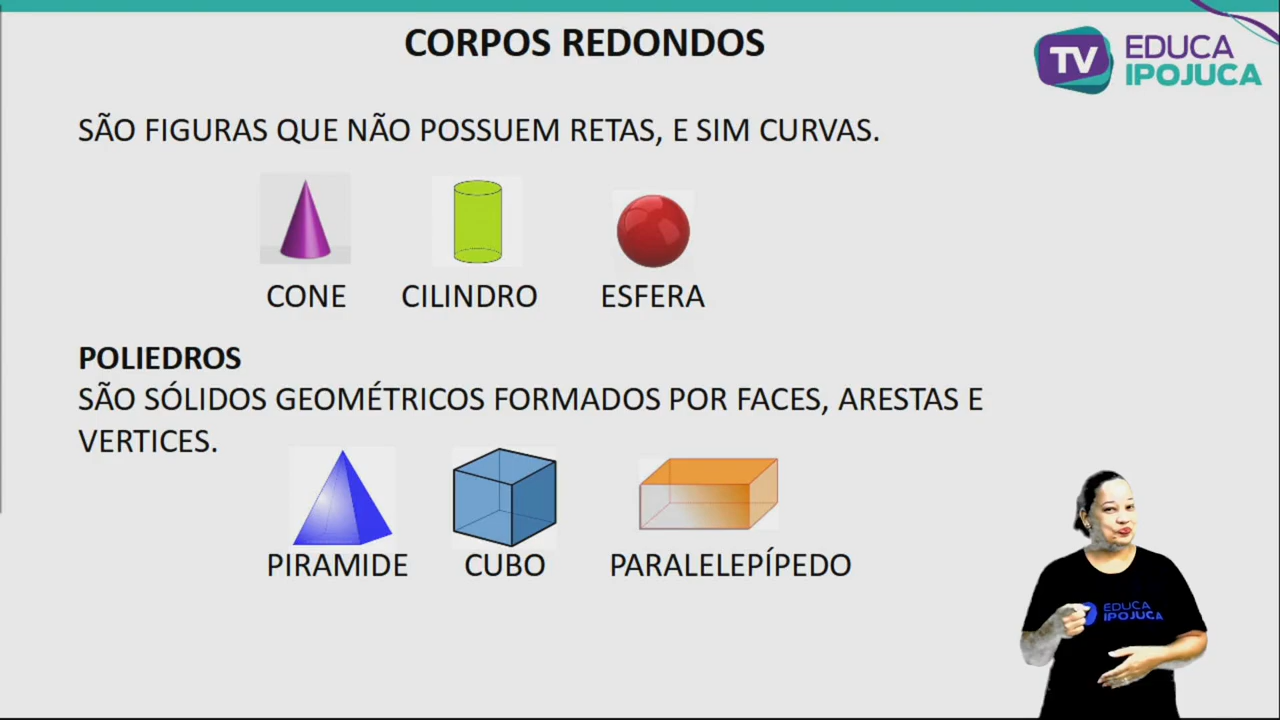 CORPOS REDONDOS
TV EDUCA
IPOJUCA
SÃO FIGURAS QUE NÃO POSSUEM RETAS, E SIM CURVAS.
CONE CILINDRO ESFERA
POLIEDROS
SÃO SÓLIDOS GEOMÉTRICOS FORMADOS POR FACES, ARESTAS E
VERTICES.
PIRAMIDE CUBO PARALELEPÍPEDO
EDUCA
IPOJUCA